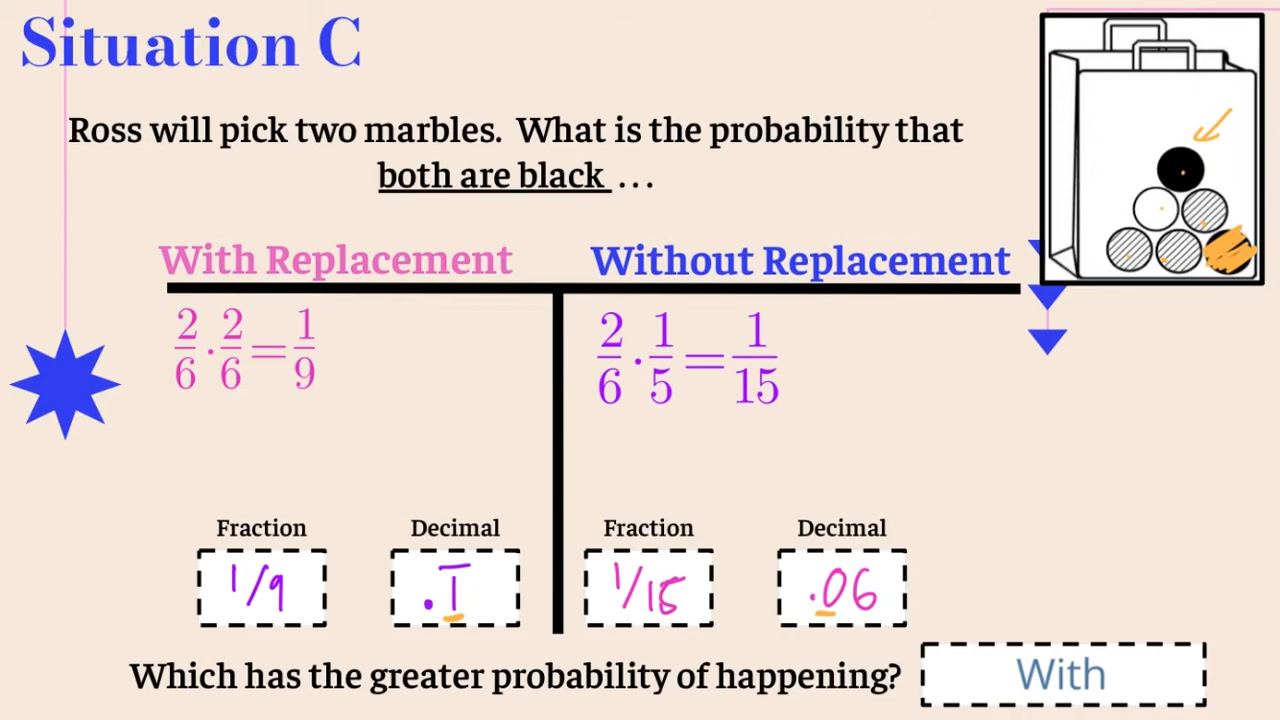 Situation C
Ross will pick two marbles. What is the probability that
both are black ...
With Replacement
Without Replacement
2/6 · 2/6 = 1/9
2/6 · 1/5 = 1/15
Fraction
Decimal
Fraction
Decimal
1/9
.1̅
1/15
.06
Which has the greater probability of happening?
With